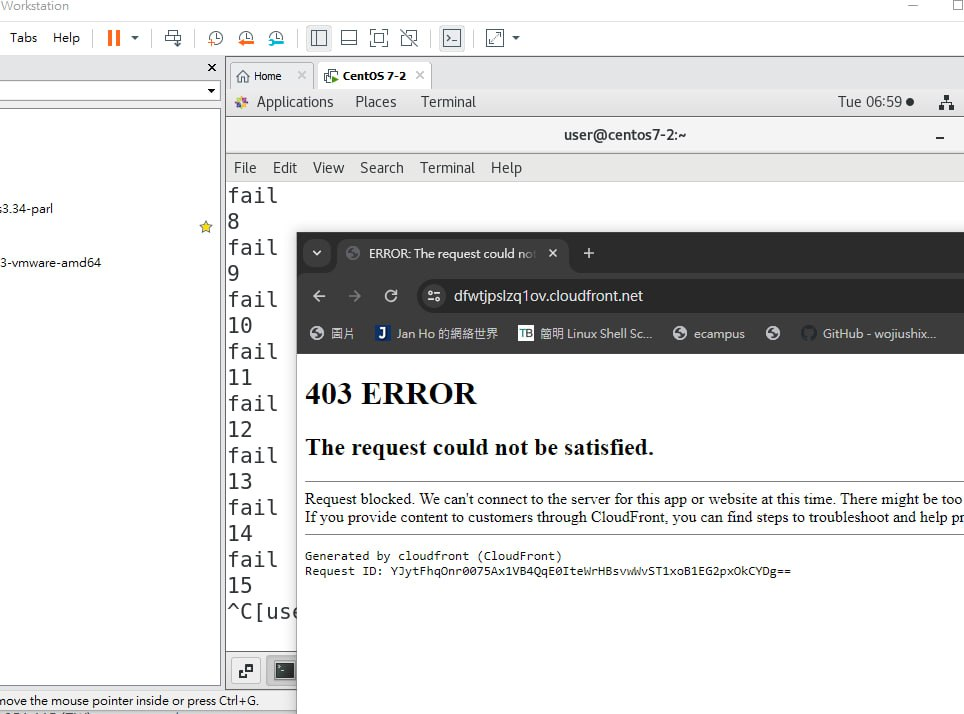 Workstation
Tabs Help
Home
CentOS 7-2
Applications Places Terminal Tue 06:59
user@centos7-2:~
File Edit View Search Terminal Help
s3.34-parl
3-vmware-amd64
fail
8
fail
9
fail
10
fail
11
fail
12
fail
13
fail
14
fail
15
^C[use
ERROR: The request could not
dfwtjpslzq1ov.cloudfront.net
圖片 Jan Ho 的網絡世界 TB 簡明 Linux Shell Sc... ecampus GitHub - wojiushix...
403 ERROR
The request could not be satisfied.
Request blocked. We can't connect to the server for this app or website at this time. There might be too
If you provide content to customers through CloudFront, you can find steps to troubleshoot and help pr
Generated by cloudfront (CloudFront)
Request ID: YJytFhqOnr0075Ax1VB4QqE0IteWrHBsvwWvST1xoB1EG2pxOkCYDg==
move the mouse pointer inside or press Ctrl+G.